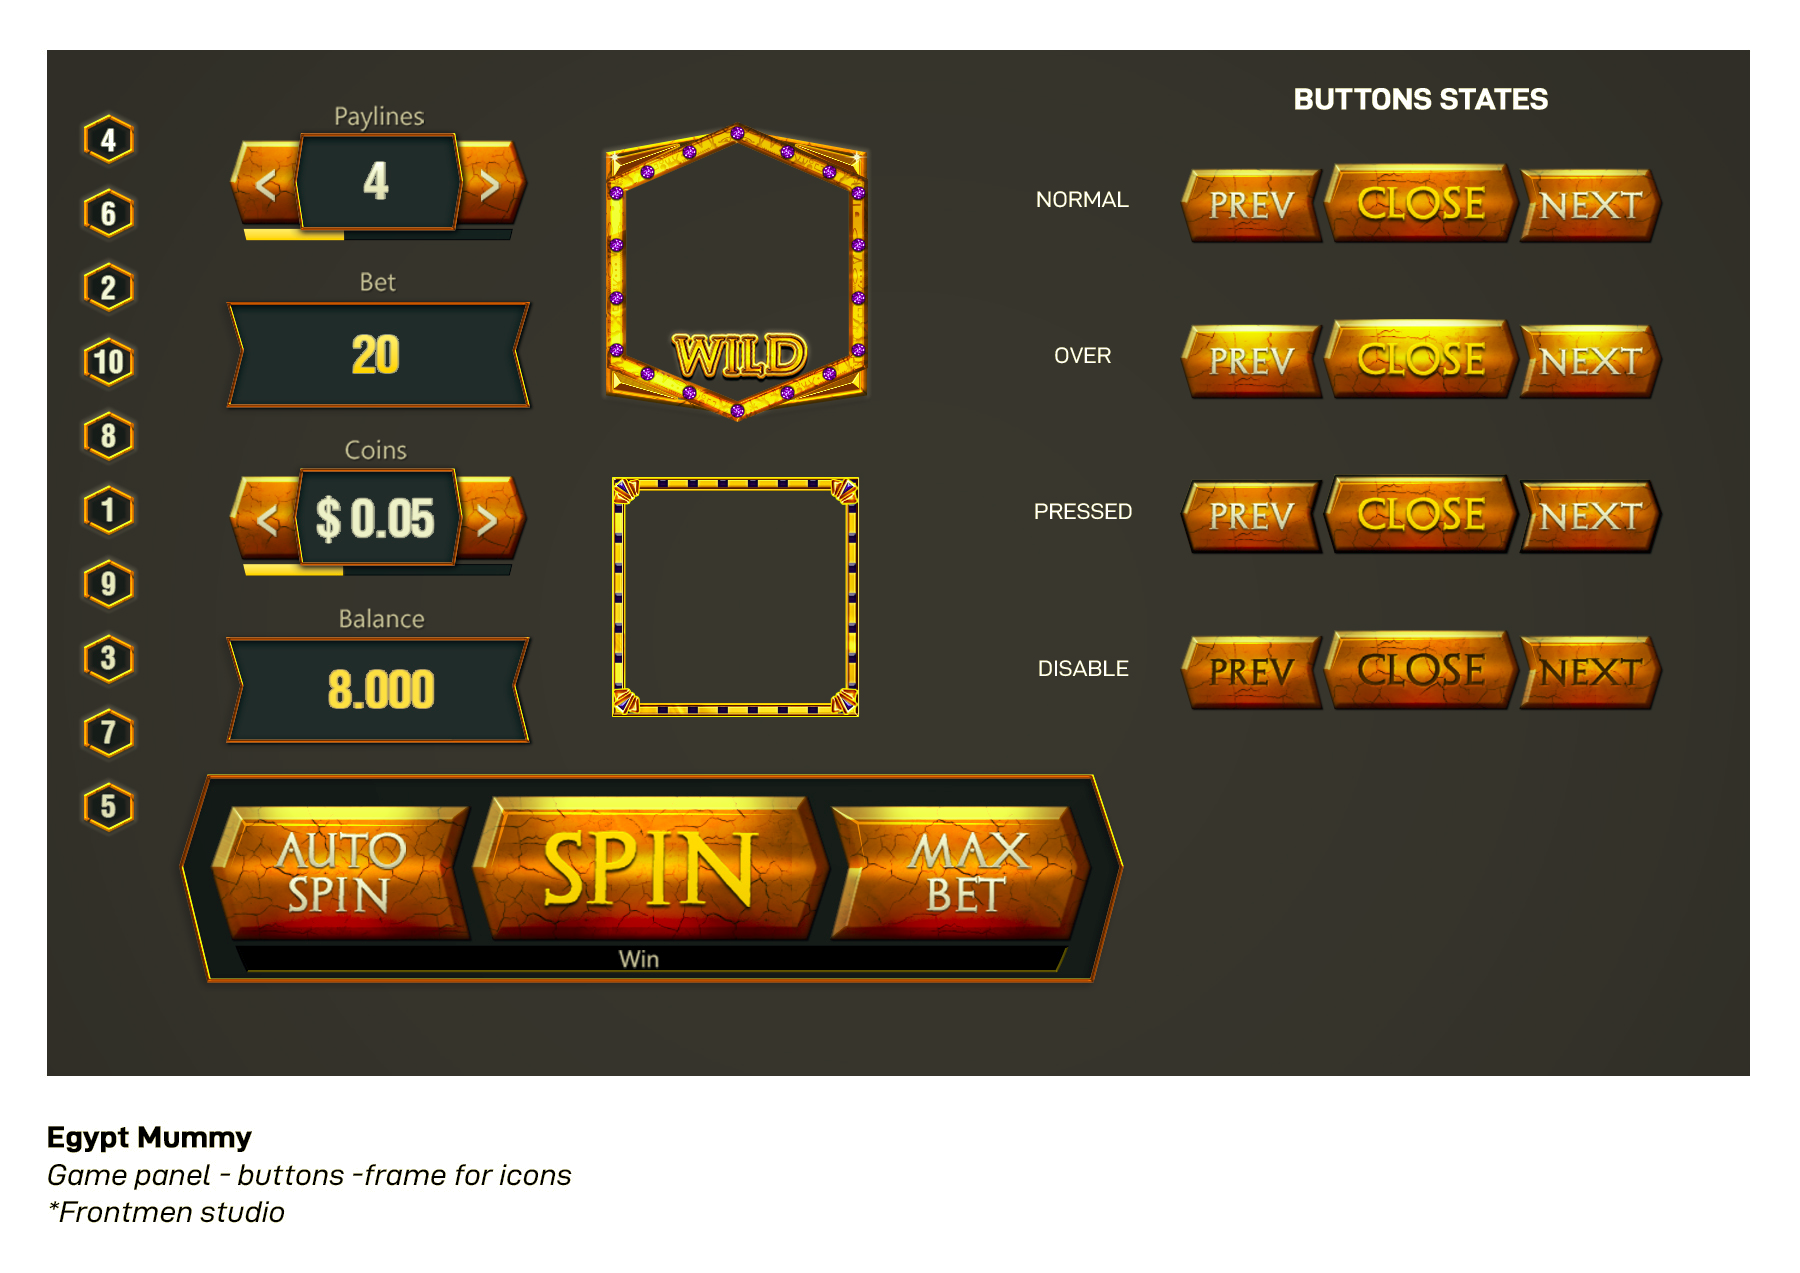 4
6
2
10
8
1
9
3
7
5
Paylines
< 4 >
Bet
20
Coins
< $ 0.05 >
Balance
8.000
WILD
AUTO
SPIN
SPIN
MAX
BET
Win
BUTTONS STATES
NORMAL PREV CLOSE NEXT
OVER PREV CLOSE NEXT
PRESSED PREV CLOSE NEXT
DISABLE PREV CLOSE NEXT
Egypt Mummy
Game panel - buttons -frame for icons
*Frontmen studio